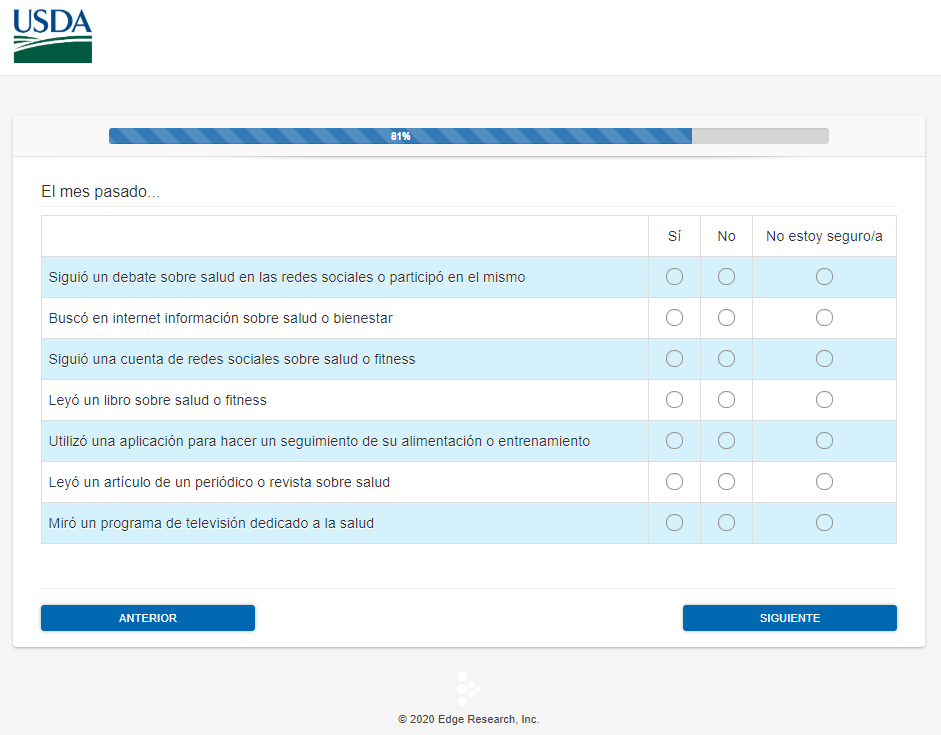 USDA
81%
El mes pasado...
Sí No No estoy seguro/a
Siguió un debate sobre salud en las redes sociales o participó en el mismo
Buscó en internet información sobre salud o bienestar
Siguió una cuenta de redes sociales sobre salud o fitness
Leyó un libro sobre salud o fitness
Utilizó una aplicación para hacer un seguimiento de su alimentación o entrenamiento
Leyó un artículo de un periódico o revista sobre salud
Miró un programa de televisión dedicado a la salud
ANTERIOR SIGUIENTE
© 2020 Edge Research, Inc.